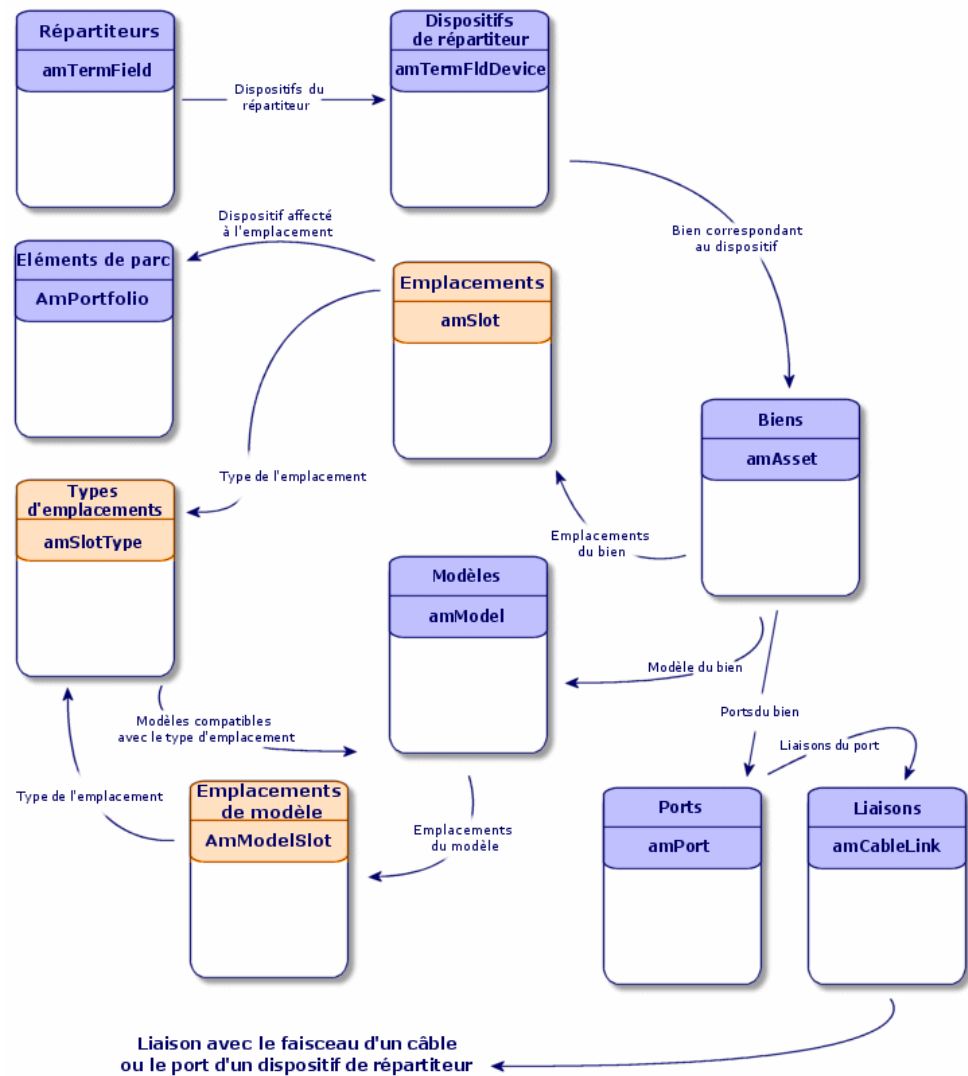 Répartiteurs
amTermField
Dispositifs du
répartiteur
Dispositifs
de répartiteur
amTermFldDevice
Bien correspondant
au dispositif
Dispositif affecté
à l'emplacement
Eléments de parc
AmPortfolio
Emplacements
amSlot
Type de l'emplacement
Biens
amAsset
Emplacements
du bien
Types
d'emplacements
amSlotType
Modèles
amModel
Modèle du bien
Portsdu bien
Modèles compatibles
avec le type d'emplacement
Liaisons du port
Type de l'emplacement
Emplacements
de modèle
AmModelSlot
Emplacements
du modèle
Ports
amPort
Liaisons
amCableLink
Liaison avec le faisceau d'un câble
ou le port d'un dispositif de répartiteur